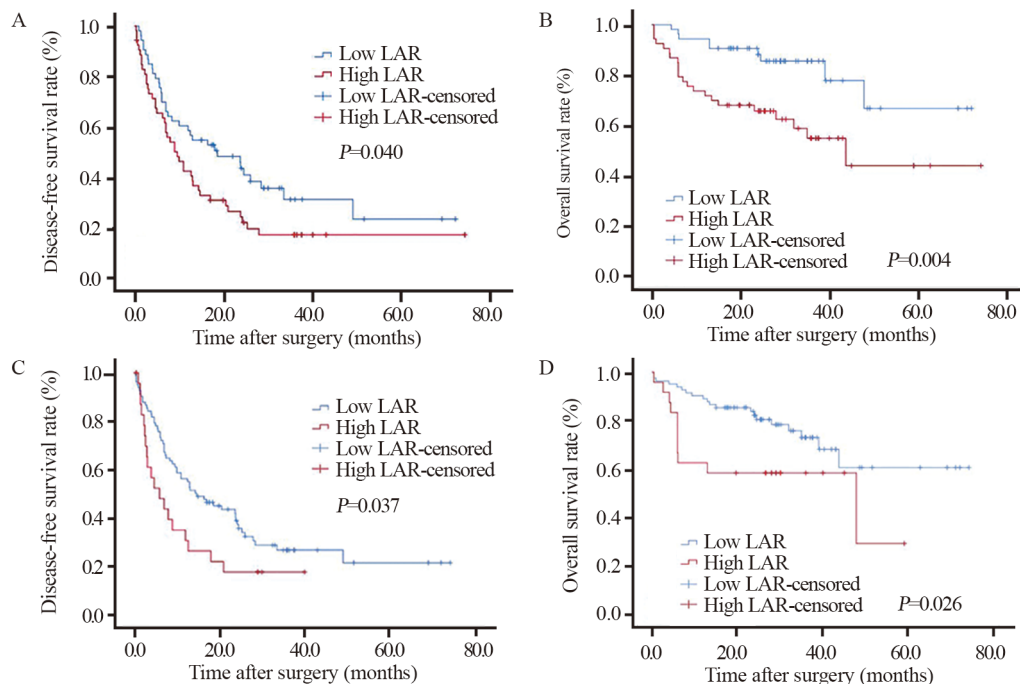 A
Disease-free survival rate (%)
1.0
0.8
0.6
0.4
0.2
0.0
Low LAR
High LAR
Low LAR-censored
High LAR-censored
P=0.040
0.0 20.0 40.0 60.0 80.0
Time after surgery (months)
B
Overall survival rate (%)
1.0
0.8
0.6
0.4
0.2
0.0
Low LAR
High LAR
Low LAR-censored
High LAR-censored
P=0.004
0.0 20.0 40.0 60.0 80.0
Time after surgery (months)
C
Disease-free survival rate (%)
1.0
0.8
0.6
0.4
0.2
0.0
Low LAR
High LAR
Low LAR-censored
High LAR-censored
P=0.037
0.0 20.0 40.0 60.0 80.0
Time after surgery (months)
D
Overall survival rate (%)
1.0
0.8
0.6
0.4
0.2
0.0
Low LAR
High LAR
Low LAR-censored
High LAR-censored
P=0.026
0.0 20.0 40.0 60.0 80.0
Time after surgery (months)